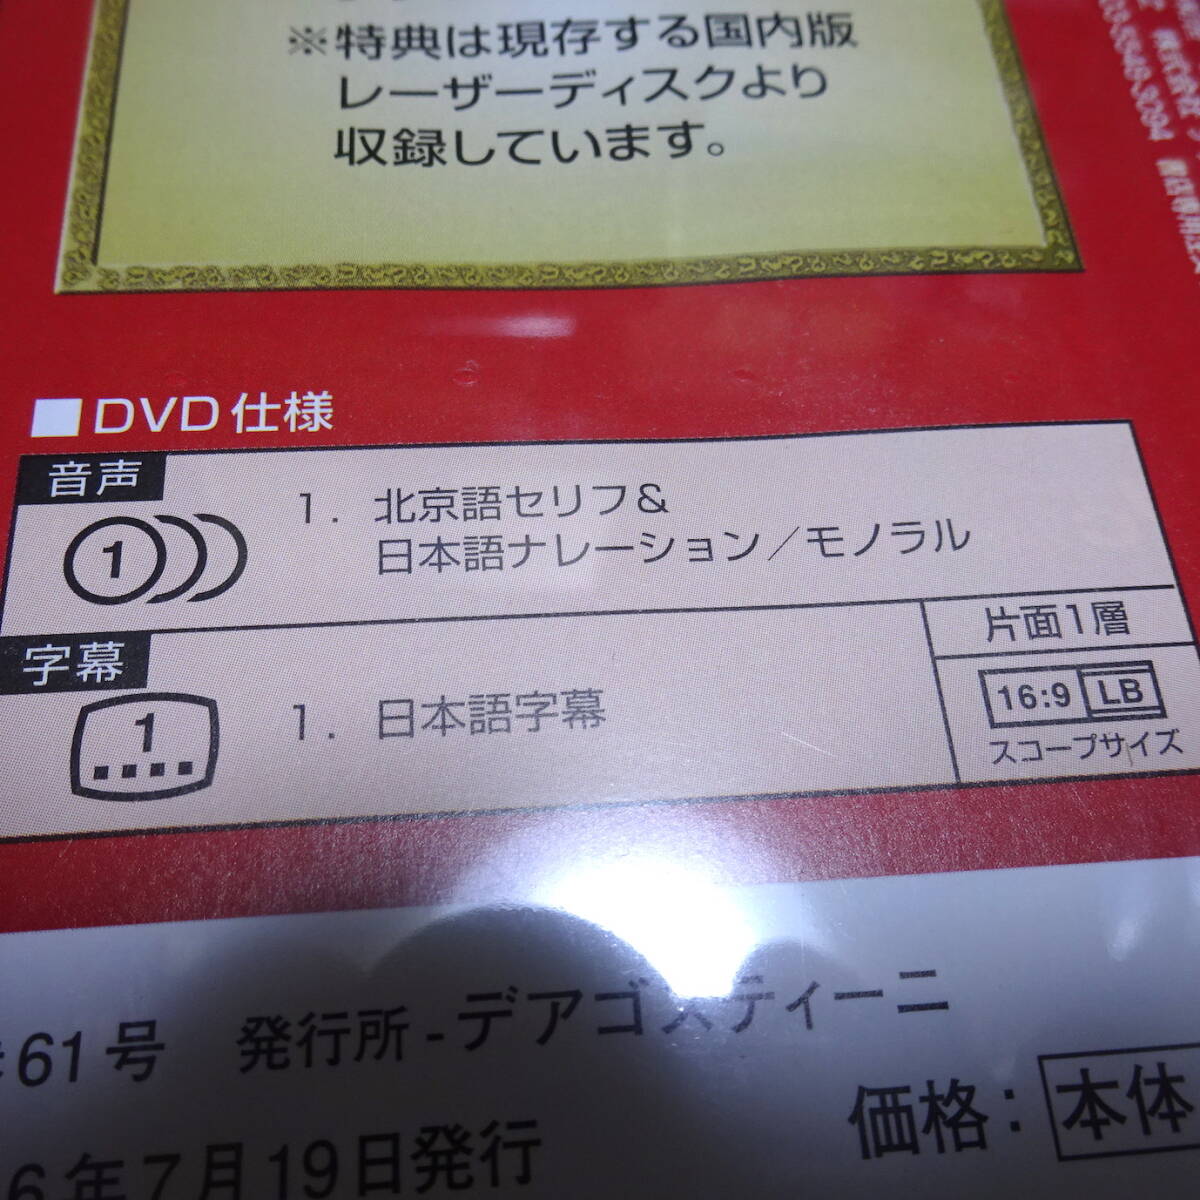 ※特典は現存する国内版
レーザーディスクより
収録しています。
■DVD仕様
音声
1
1. 北京語セリフ&
日本語ナレーション／モノラル
字幕
1
1. 日本語字幕
片面1層
16:9 LB
スコープサイズ
61号 発行所-デアゴスティーニ
価格: 本体
6年7月19日発行